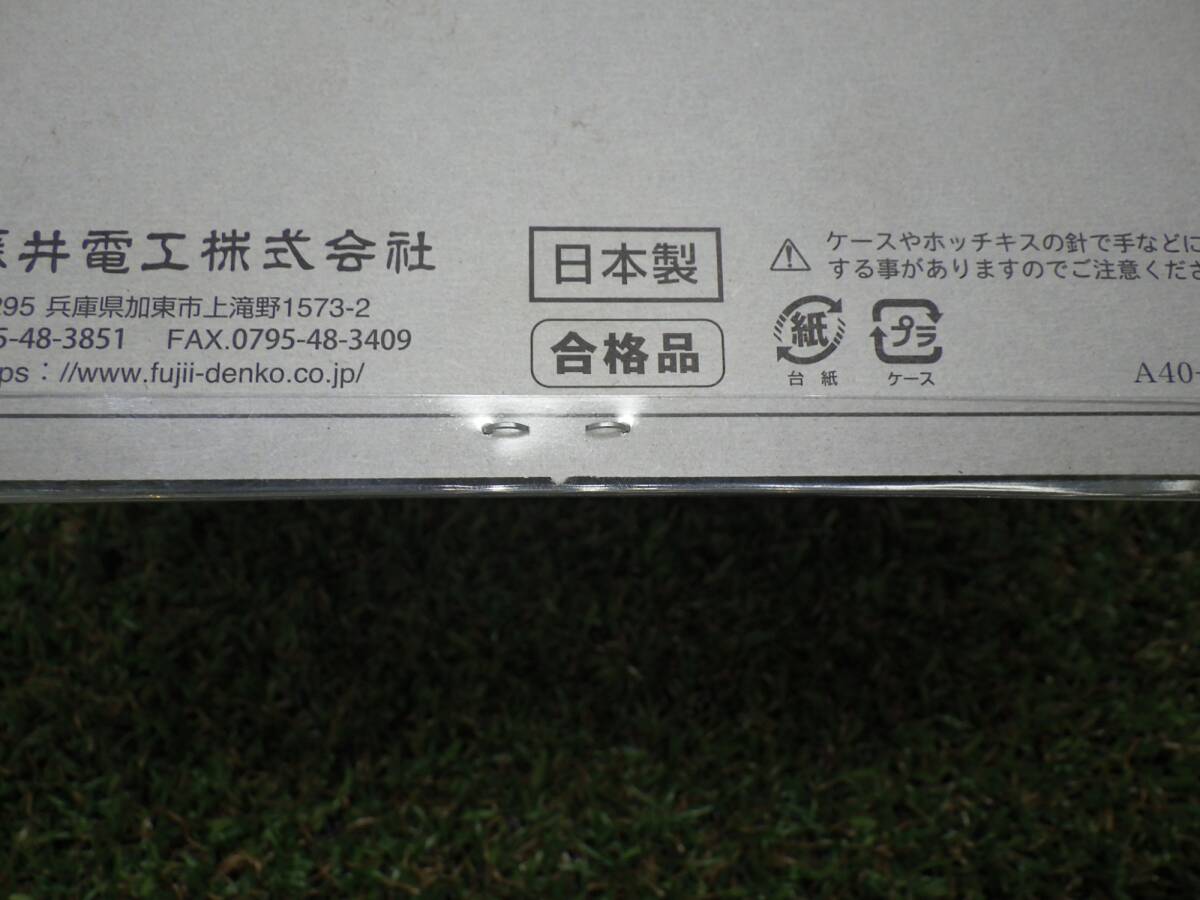 井電工株式会社
295 兵庫県加東市上滝野1573-2
5-48-3851 FAX.0795-48-3409
ps：//www.fujii-denko.co.jp/
日本製
合格品
ケースやホッチキスの針で手などに
する事がありますのでご注意くださ
紙
台紙
プラ
ケース
A40-